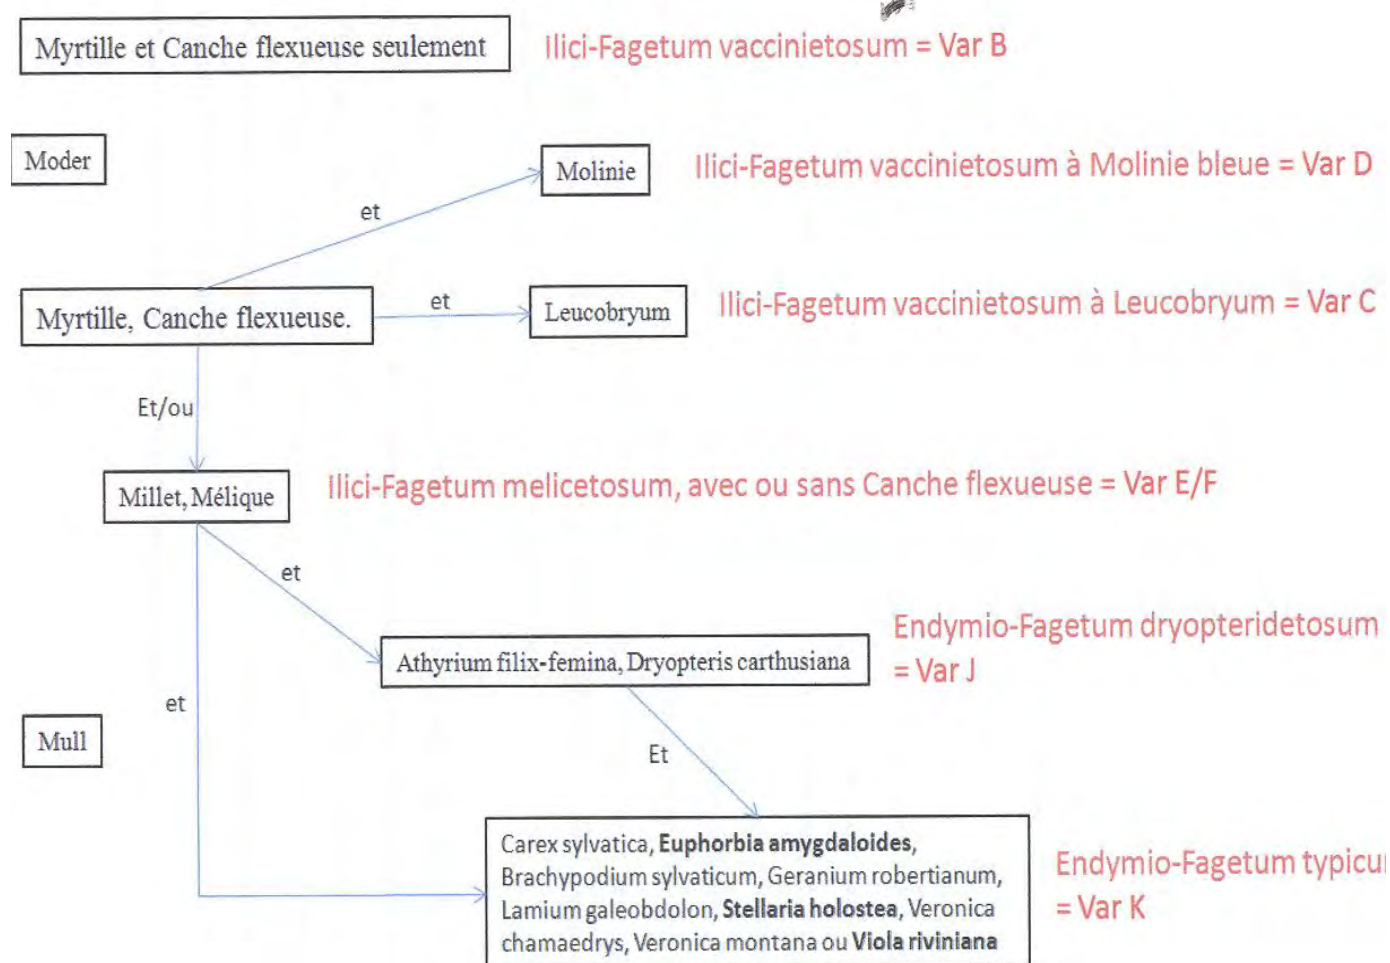 Myrtille et Canche flexueuse seulement
Ilici-Fagetum vaccinietosum = Var B
Moder
Molinie
Ilici-Fagetum vaccinietosum à Molinie bleue = Var D
et
Myrtille, Canche flexueuse.
et
Leucobryum
Ilici-Fagetum vaccinietosum à Leucobryum = Var C
Et/ou
Millet, Mélique
Ilici-Fagetum melicetosum, avec ou sans Canche flexueuse = Var E/F
et
Athyrium filix-femina, Dryopteris carthusiana
Endymio-Fagetum dryopteridetosum
= Var J
et
Mull
Et
Carex sylvatica, Euphorbia amygdaloides,
Brachypodium sylvaticum, Geranium robertianum,
Lamium galeobdolon, Stellaria holostea, Veronica
chamaedrys, Veronica montana ou Viola riviniana
Endymio-Fagetum typicu
= Var K